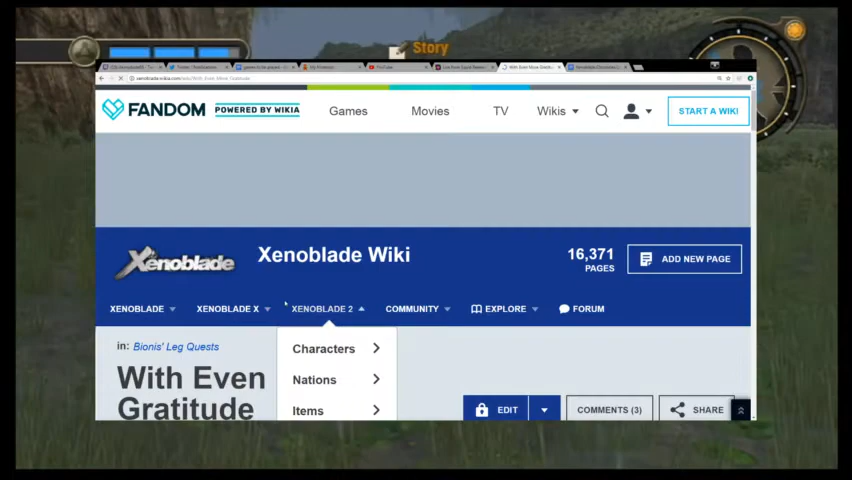 Story
YouTube
FANDOM POWERED BY WIKIA Games Movies TV Wikis START A WIKI
Xenoblade Xenoblade Wiki 16,371 PAGES ADD NEW PAGE
XENOBLADE XENOBLADE X XENOBLADE 2 COMMUNITY EXPLORE FORUM
in: Bionis' Leg Quests
Characters
With Even
Gratitude
Nations
Items
EDIT COMMENTS (3) SHARE